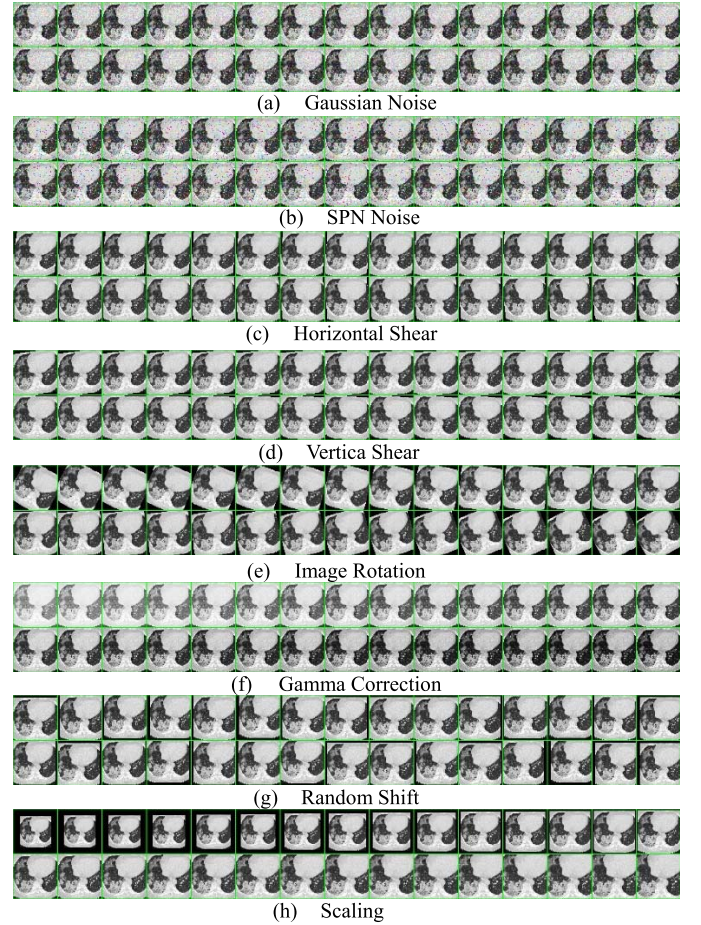 (a) Gaussian Noise
(b) SPN Noise
(c) Horizontal Shear
(d) Vertica Shear
(e) Image Rotation
(f) Gamma Correction
(g) Random Shift
(h) Scaling